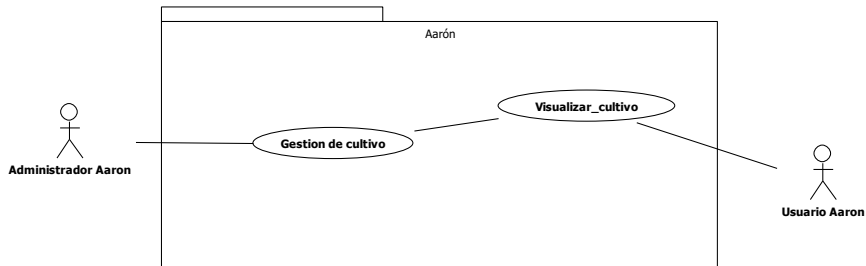 Aarón
Visualizar_cultivo
Gestion de cultivo
Administrador Aaron
Usuario Aaron